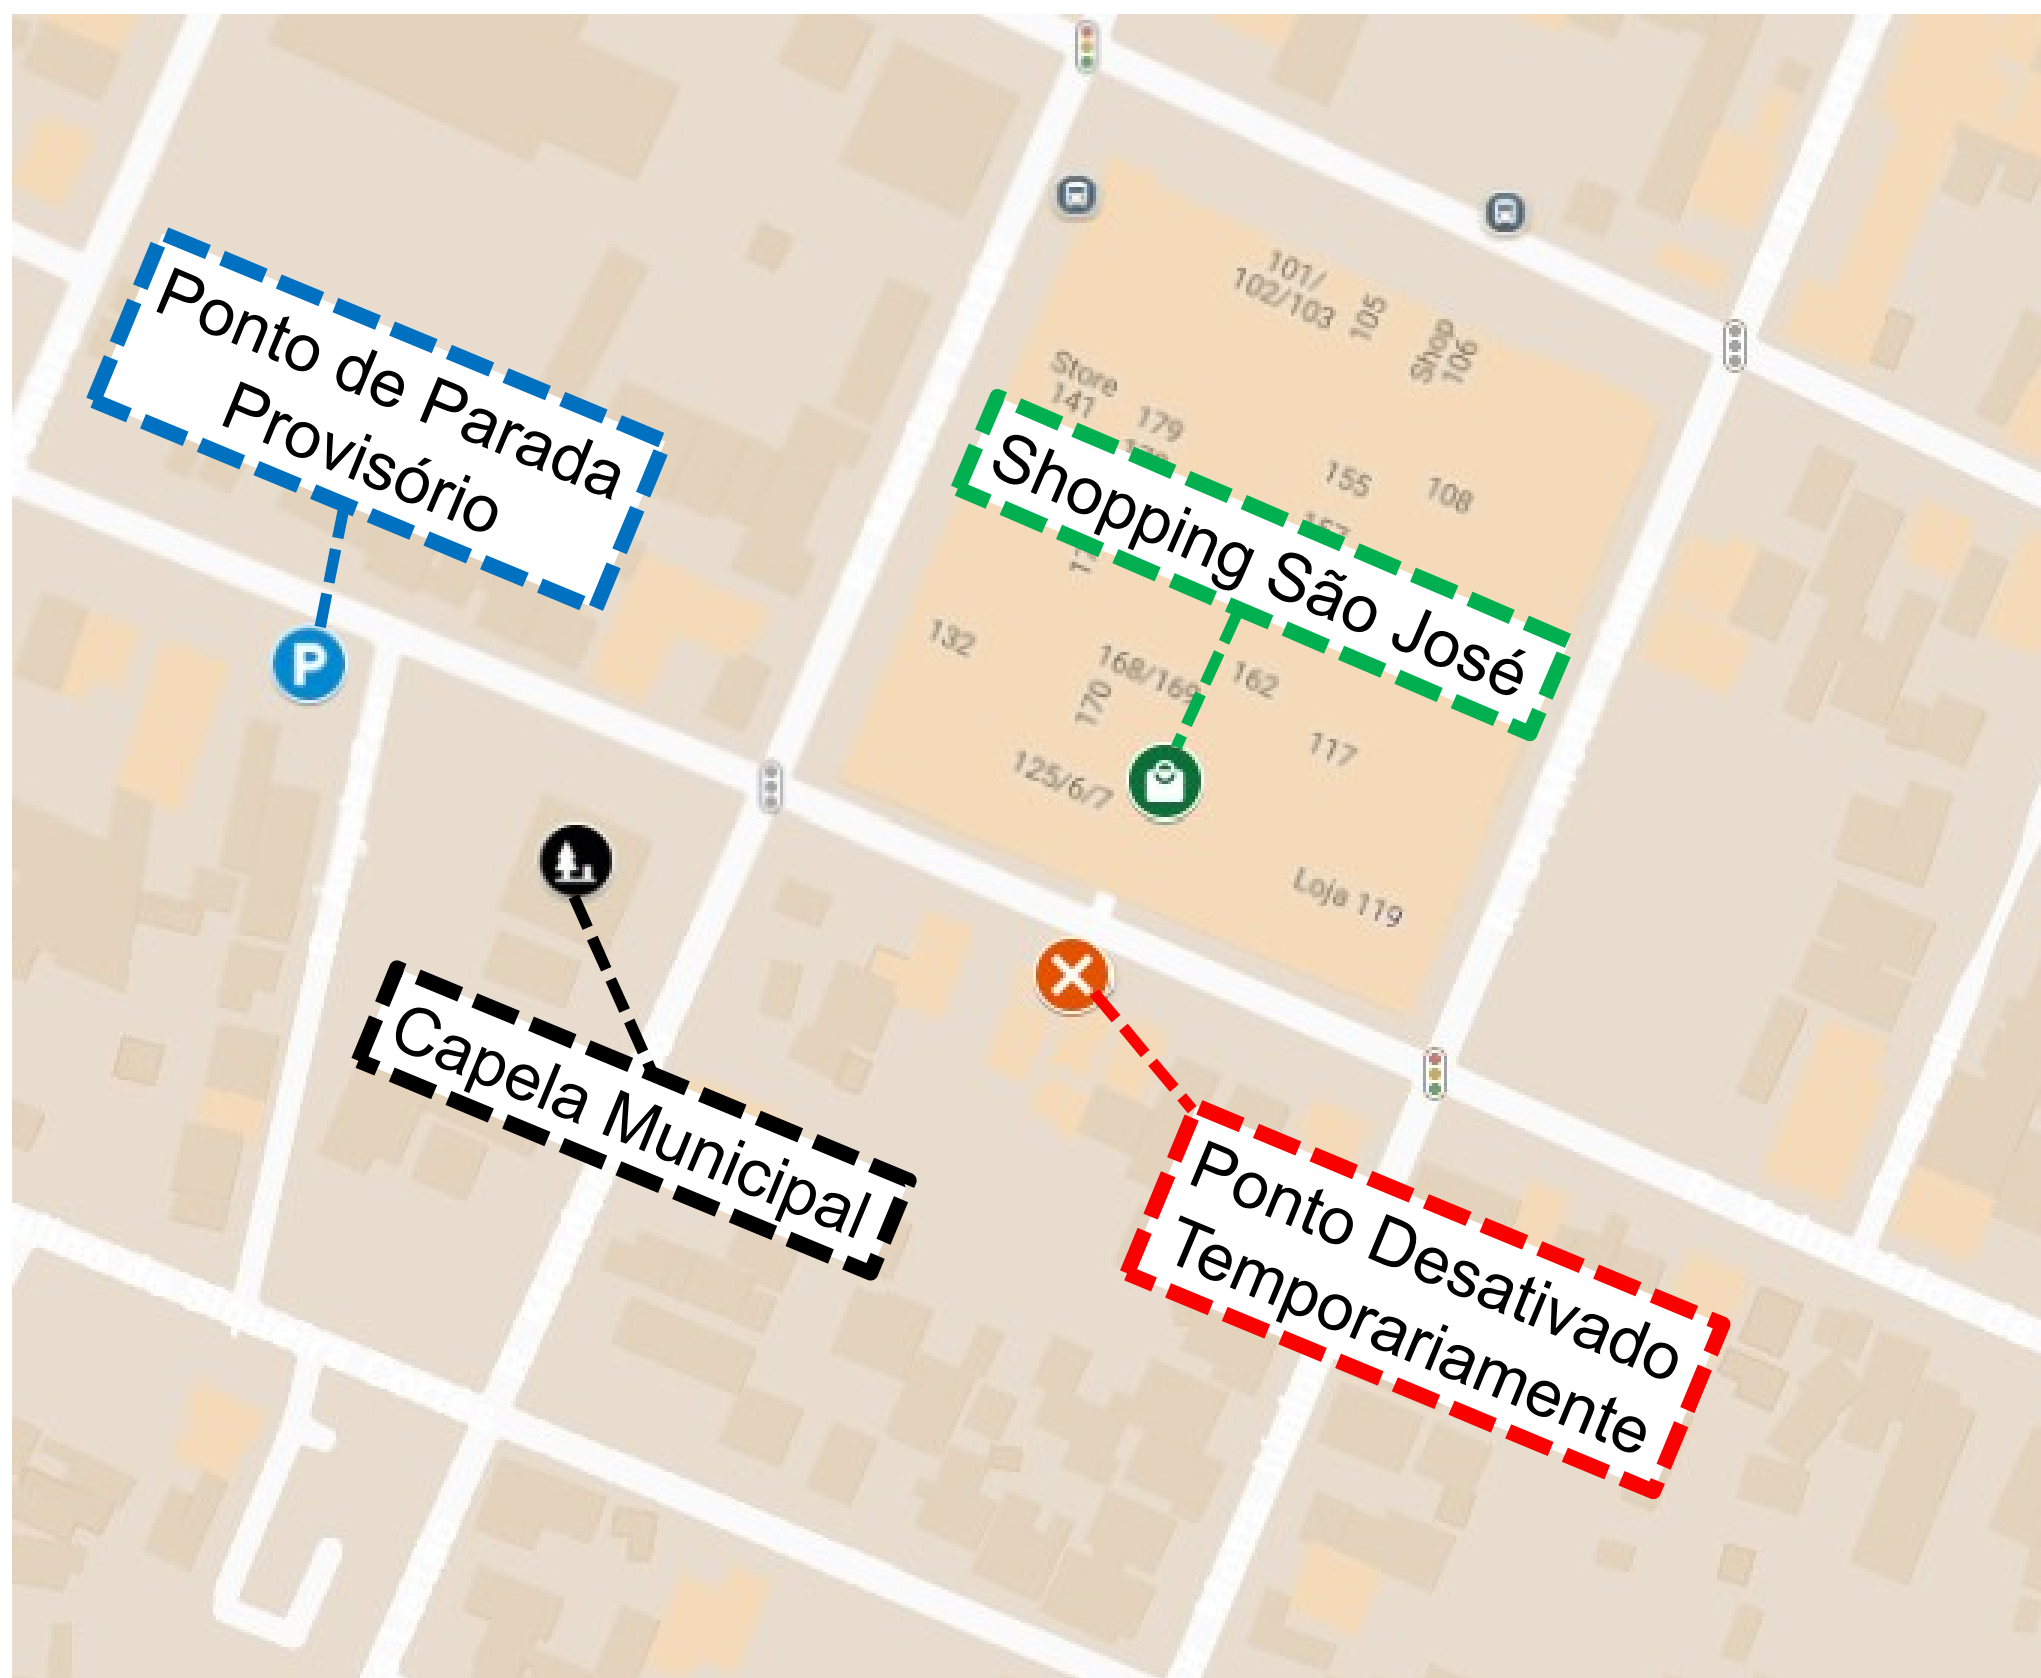 101/
102/103
105
Shop
106
Ponto de Parada
Provisório
Store
141
179
155
108
Shopping São José
132
168/169
170
162
117
125/6/7
Loja 119
P
Capela Municipal
Ponto Desativado
Temporariamente